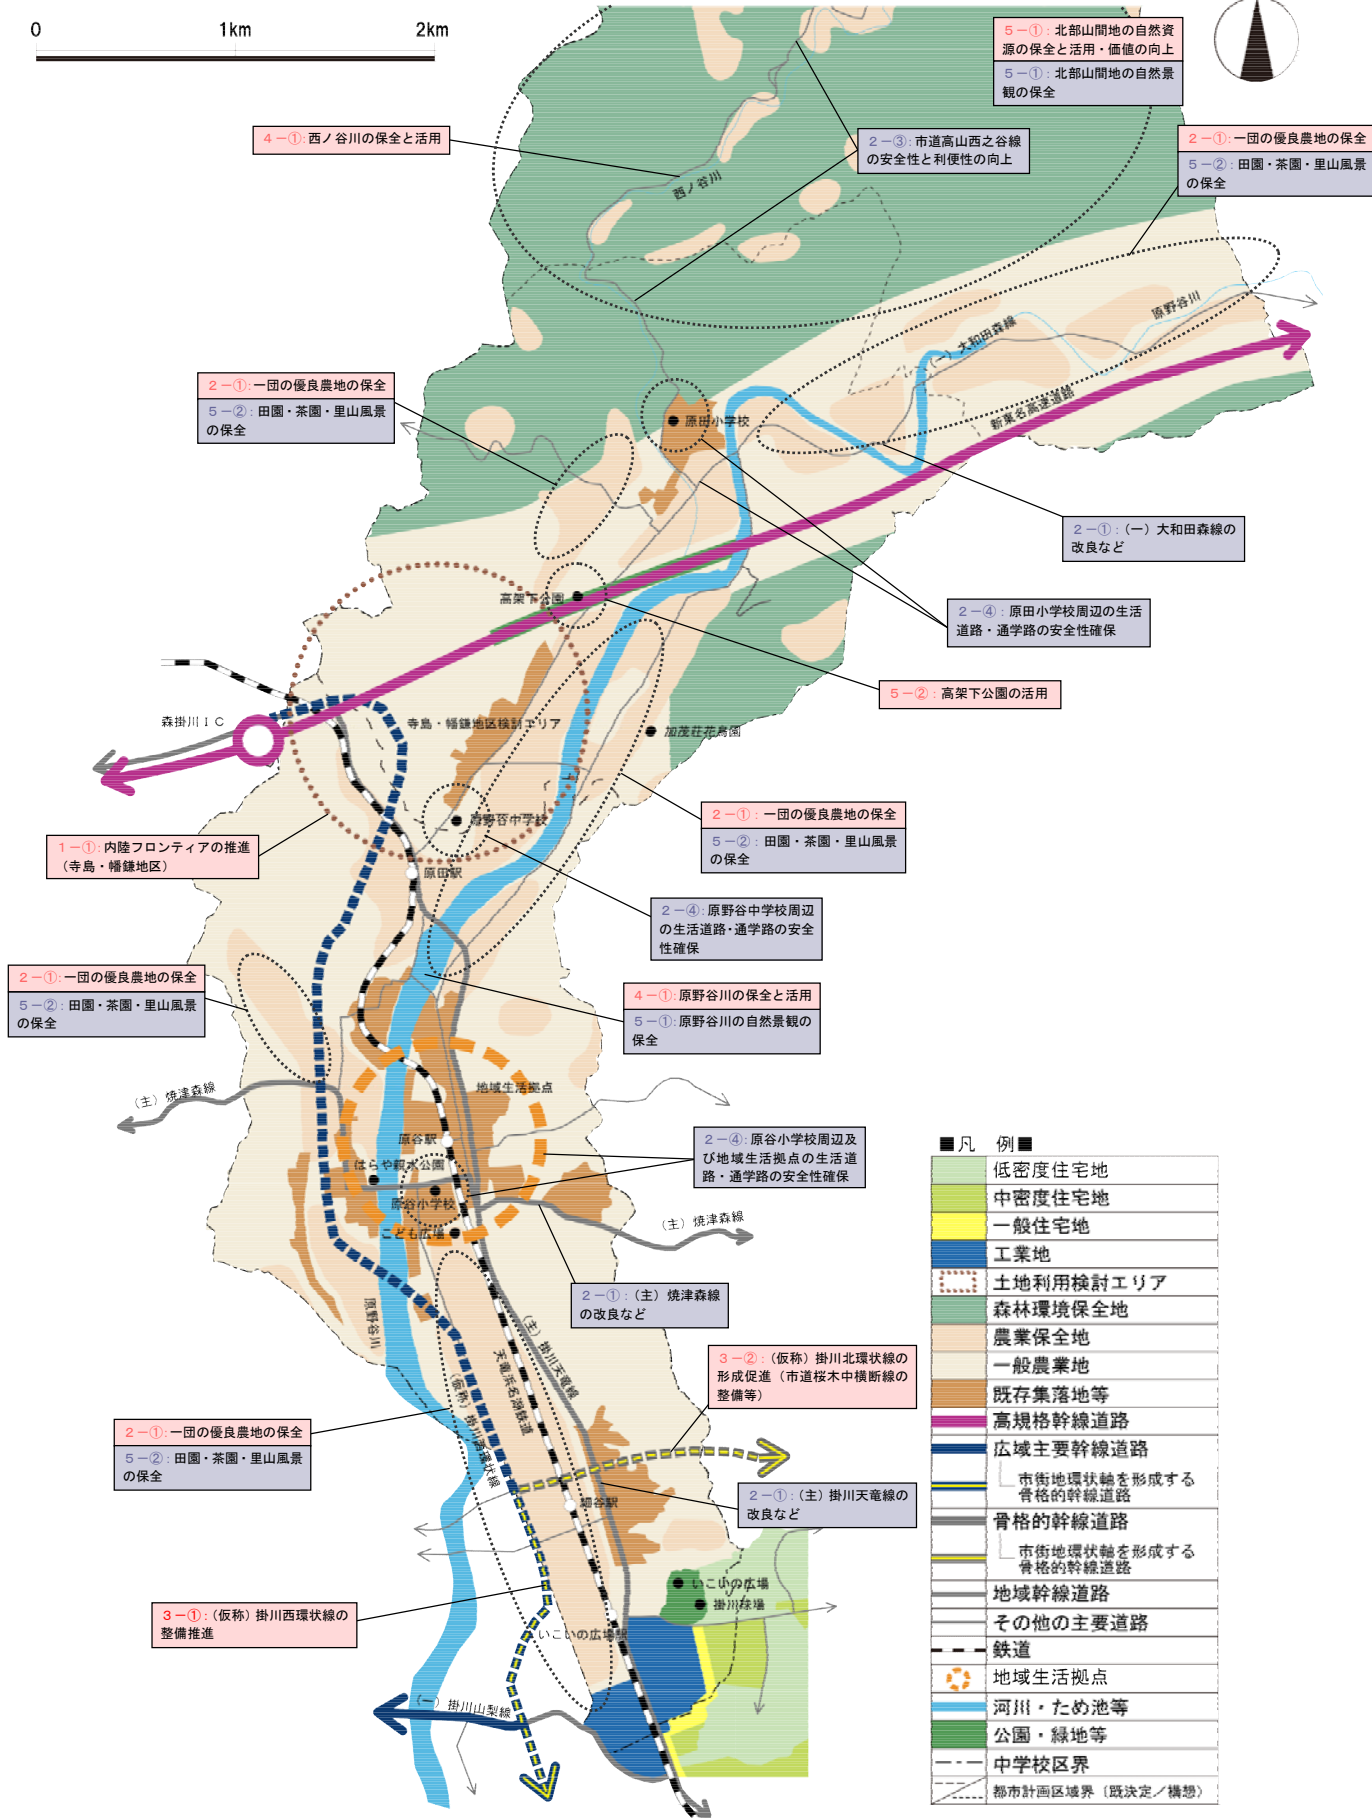 0 1km 2km
5－①：北部山間地の自然資
源の保全と活用・価値の向上
5－①：北部山間地の自然景
観の保全
4－①：西ノ谷川の保全と活用
2－③：市道高山西之谷線
の安全性と利便性の向上
2－①：一団の優良農地の保全
5－②：田園・茶園・里山風景
の保全
西ノ谷川
原野谷川
（一）大和田森線
新東名高速道路
2－①：一団の優良農地の保全
5－②：田園・茶園・里山風景
の保全
原田小学校
2－①：（一）大和田森線の
改良など
高架下公園
2－④：原田小学校周辺の生活
道路・通学路の安全性確保
5－②：高架下公園の活用
森掛川IC
寺島・幡鎌地区検討エリア
加茂荘花鳥園
原野谷中学校
2－①：一団の優良農地の保全
5－②：田園・茶園・里山風景
の保全
1－①：内陸フロンティアの推進
（寺島・幡鎌地区）
原田駅
2－④：原野谷中学校周辺
の生活道路・通学路の安全
性確保
2－①：一団の優良農地の保全
5－②：田園・茶園・里山風景
の保全
4－①：原野谷川の保全と活用
5－①：原野谷川の自然景観の
保全
（主）焼津森線
地域生活拠点
原谷駅
はらや親水公園
原谷小学校
こども広場
2－④：原谷小学校周辺及
び地域生活拠点の生活道
路・通学路の安全性確保
（主）焼津森線
2－①：（主）焼津森線
の改良など
原野谷川
（主）掛川天竜線
天竜浜名湖鉄道
（仮称）掛川西環状線
3－②：（仮称）掛川北環状線の
形成促進（市道桜木中横断線の
整備等）
2－①：一団の優良農地の保全
5－②：田園・茶園・里山風景
の保全
細谷駅
2－①：（主）掛川天竜線の
改良など
いこいの広場
掛川球場
3－①：（仮称）掛川西環状線の
整備推進
いこいの広場駅
（一）掛川山梨線
■凡 例■
低密度住宅地
中密度住宅地
一般住宅地
工業地
土地利用検討エリア
森林環境保全地
農業保全地
一般農業地
既存集落地等
高規格幹線道路
広域主要幹線道路
市街地環状軸を形成する
骨格的幹線道路
骨格的幹線道路
市街地環状軸を形成する
骨格的幹線道路
地域幹線道路
その他の主要道路
鉄道
地域生活拠点
河川・ため池等
公園・緑地等
中学校区界
都市計画区域界（既決定／構想）